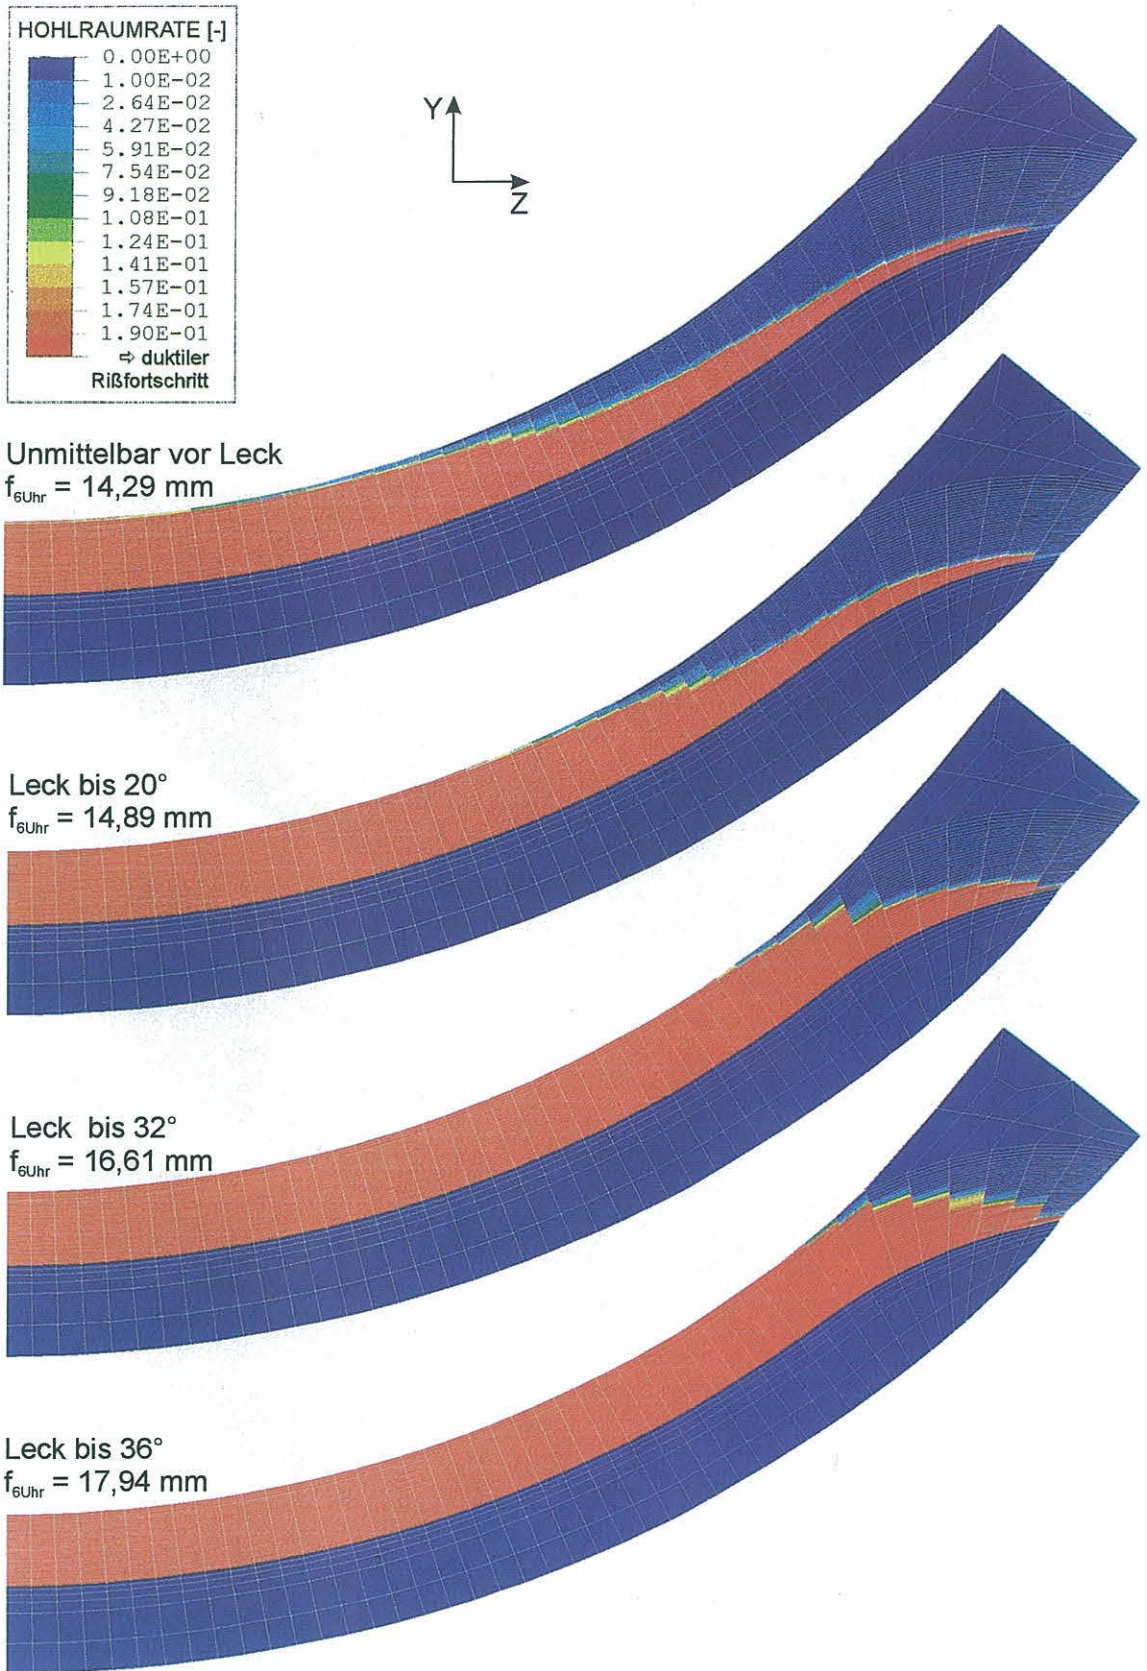 HOHLRAUMRATE [-]
0.00E+00
1.00E-02
2.64E-02
4.27E-02
5.91E-02
7.54E-02
9.18E-02
1.08E-01
1.24E-01
1.41E-01
1.57E-01
1.74E-01
1.90E-01
⇨ duktiler
Rißfortschritt
Y
Z
Unmittelbar vor Leck
f6Uhr = 14,29 mm
Leck bis 20°
f6Uhr = 14,89 mm
Leck bis 32°
f6Uhr = 16,61 mm
Leck bis 36°
f6Uhr = 17,94 mm